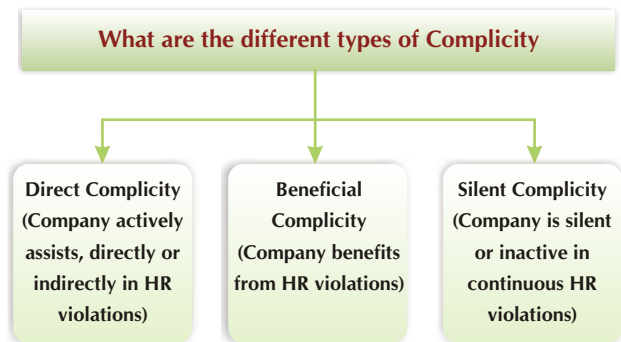 What are the different types of Complicity
Direct Complicity
(Company actively
assists, directly or
indirectly in HR
violations)
Beneficial
Complicity
(Company benefits
from HR violations)
Silent Complicity
(Company is silent
or inactive in
continuous HR
violations)